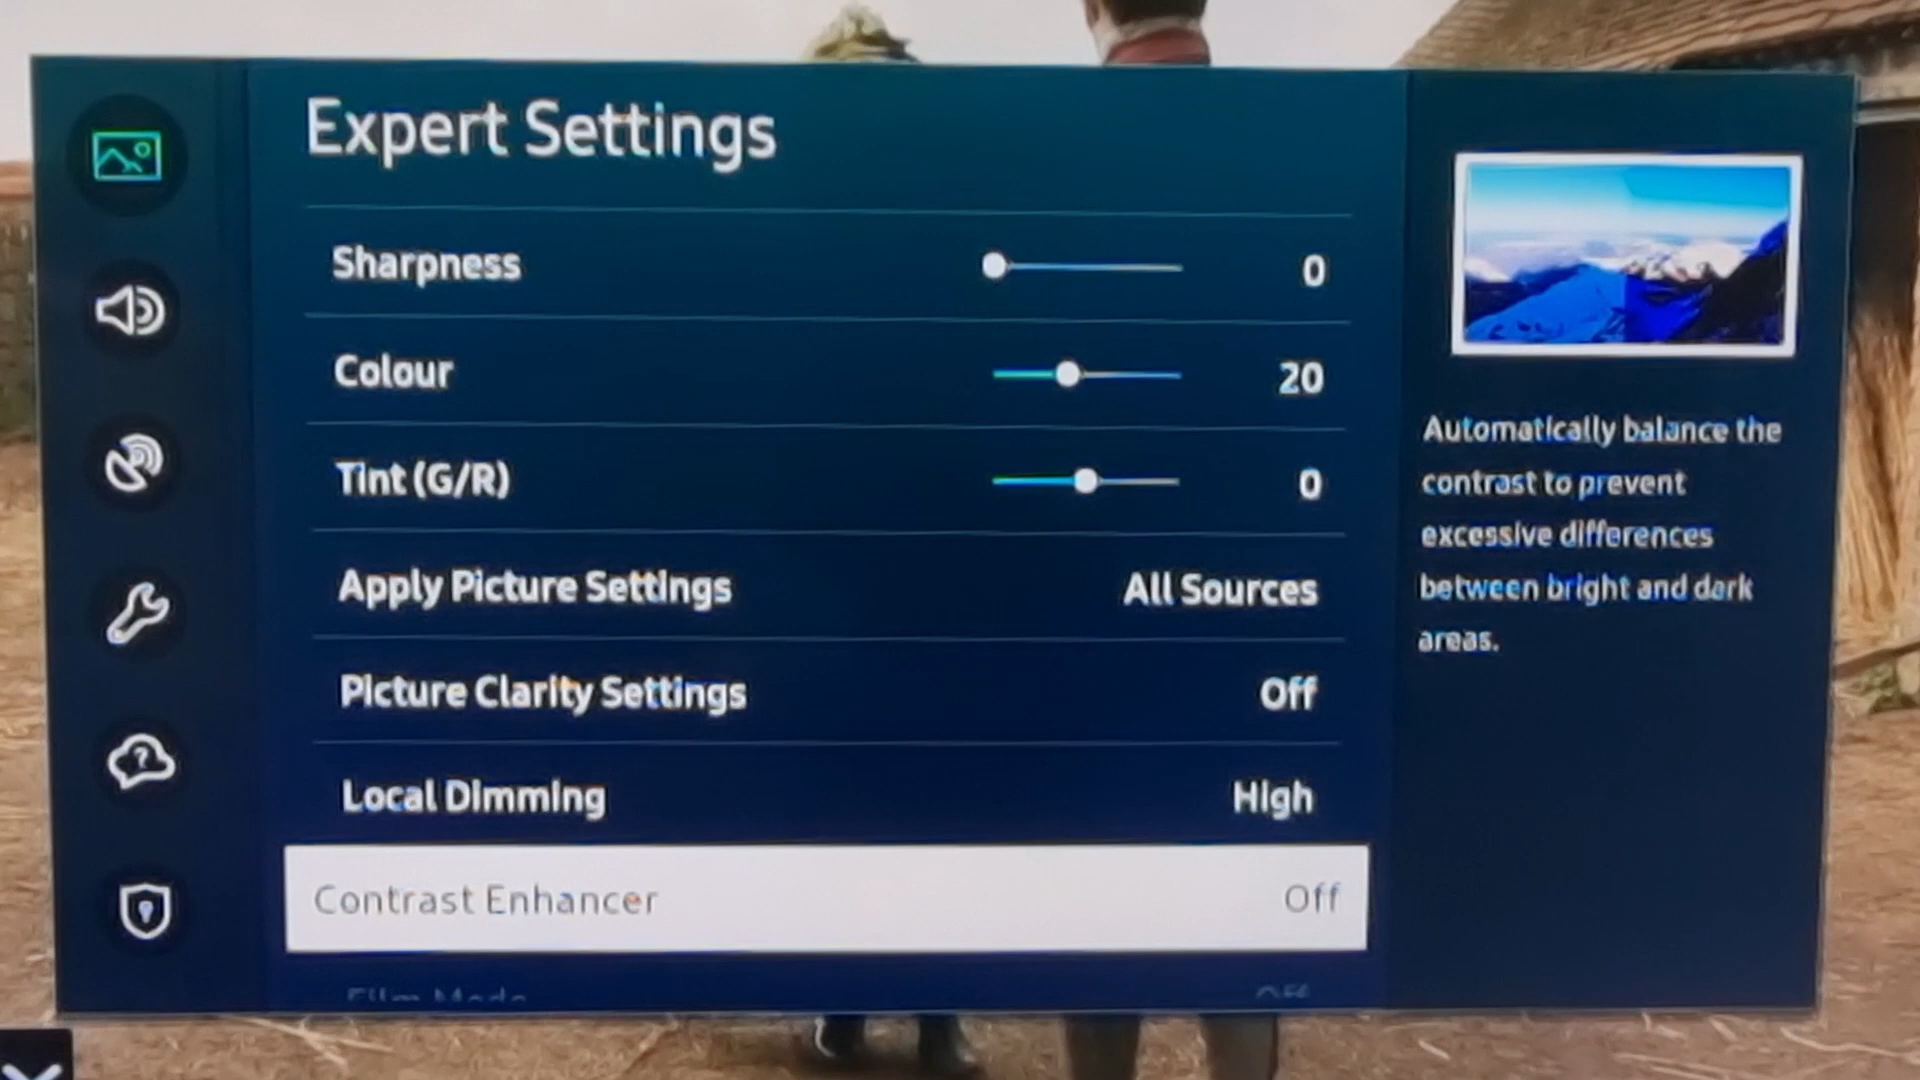 Expert Settings
Sharpness 0
Colour 20
Tint (G/R) 0
Apply Picture Settings All Sources
Picture Clarity Settings Off
Local Dimming High
Contrast Enhancer Off
Automatically balance the
contrast to prevent
excessive differences
between bright and dark
areas.